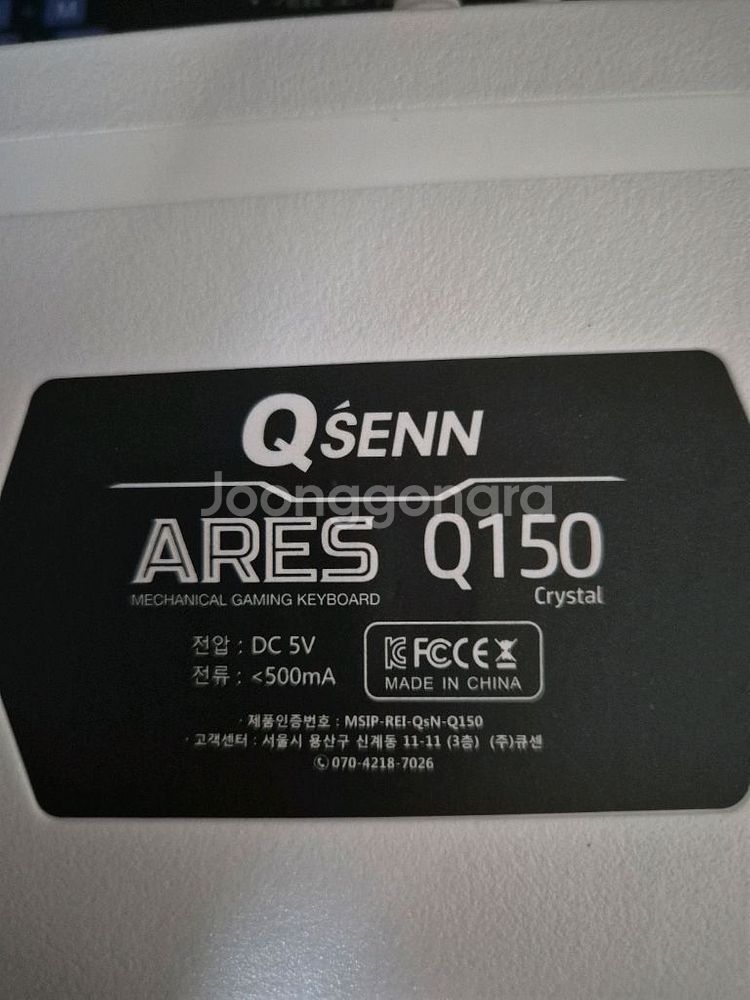 QSENN
Joonggonara
ARES Q150
MECHANICAL GAMING KEYBOARD Crystal
전압 : DC 5V
전류 : <500mA
FC CE
MADE IN CHINA
· 제품인증번호 : MSIP-REI-QsN-Q150
· 고객센터 : 서울시 용산구 신계동 11-11 (3층) (주)큐센
070-4218-7026